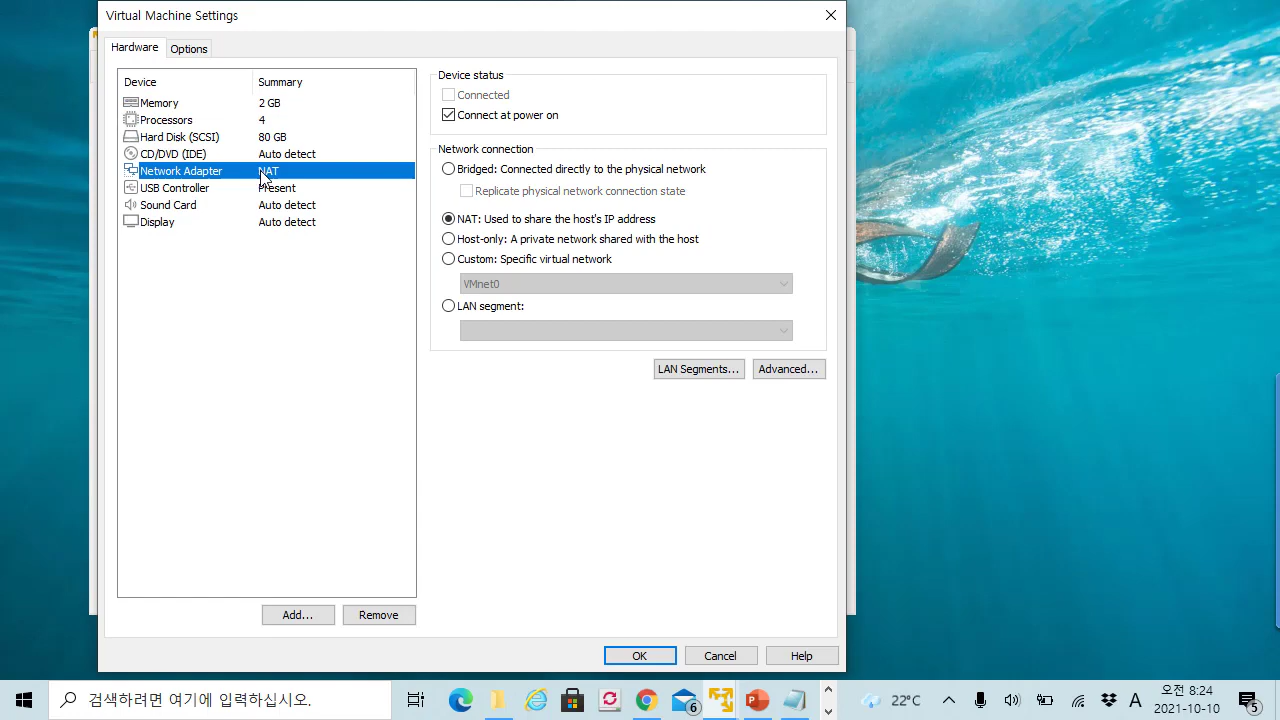 Virtual Machine Settings
Hardware
Options
Device Summary
Memory 2 GB
Processors 4
Hard Disk (SCSI) 80 GB
CD/DVD (IDE) Auto detect
Network Adapter NAT
USB Controller Present
Sound Card Auto detect
Display Auto detect
Add...
Remove
Device status
Connected
Connect at power on
Network connection
Bridged: Connected directly to the physical network
Replicate physical network connection state
NAT: Used to share the host's IP address
Host-only: A private network shared with the host
Custom: Specific virtual network
VMnet0
LAN segment:
LAN Segments...
Advanced...
OK
Cancel
Help
검색하려면 여기에 입력하십시오.
6
22°C
A
오전 8:24
2021-10-10
5